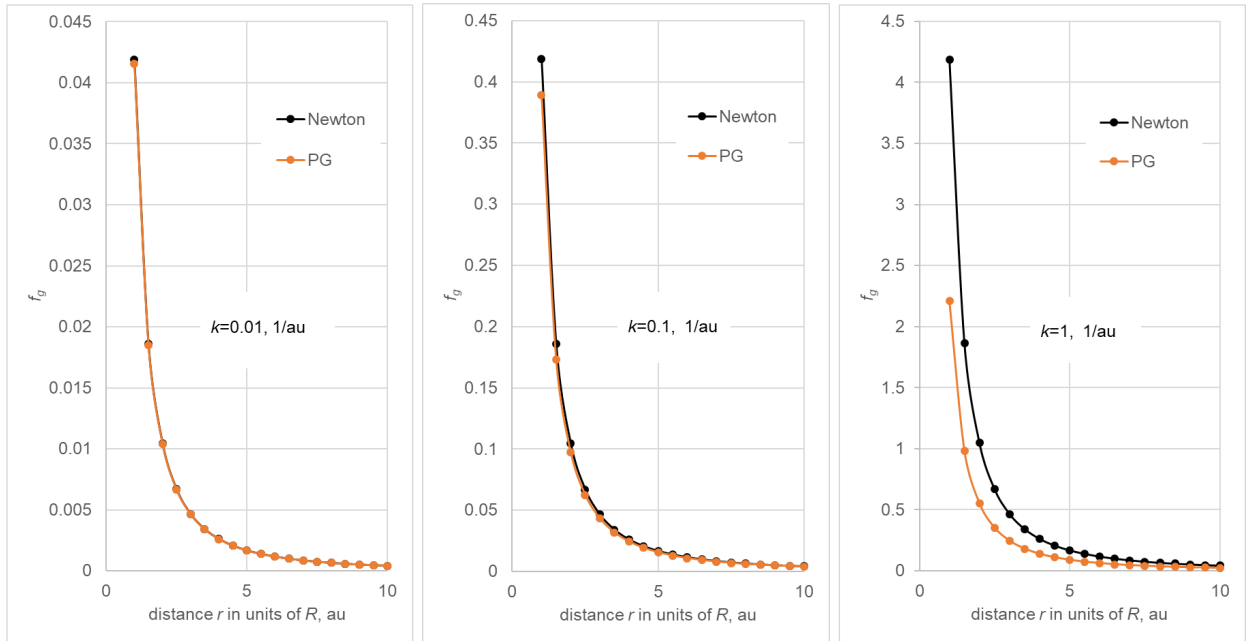 0.045
0.04
0.035
0.03
0.025
0.02
0.015
0.01
0.005
0
f_g
Newton
PG
k=0.01, 1/au
0 5 10
distance r in units of R, au
0.45
0.4
0.35
0.3
0.25
0.2
0.15
0.1
0.05
0
f_g
Newton
PG
k=0.1, 1/au
0 5 10
distance r in units of R, au
4.5
4
3.5
3
2.5
2
1.5
1
0.5
0
f_g
Newton
PG
k=1, 1/au
0 5 10
distance r in units of R, au